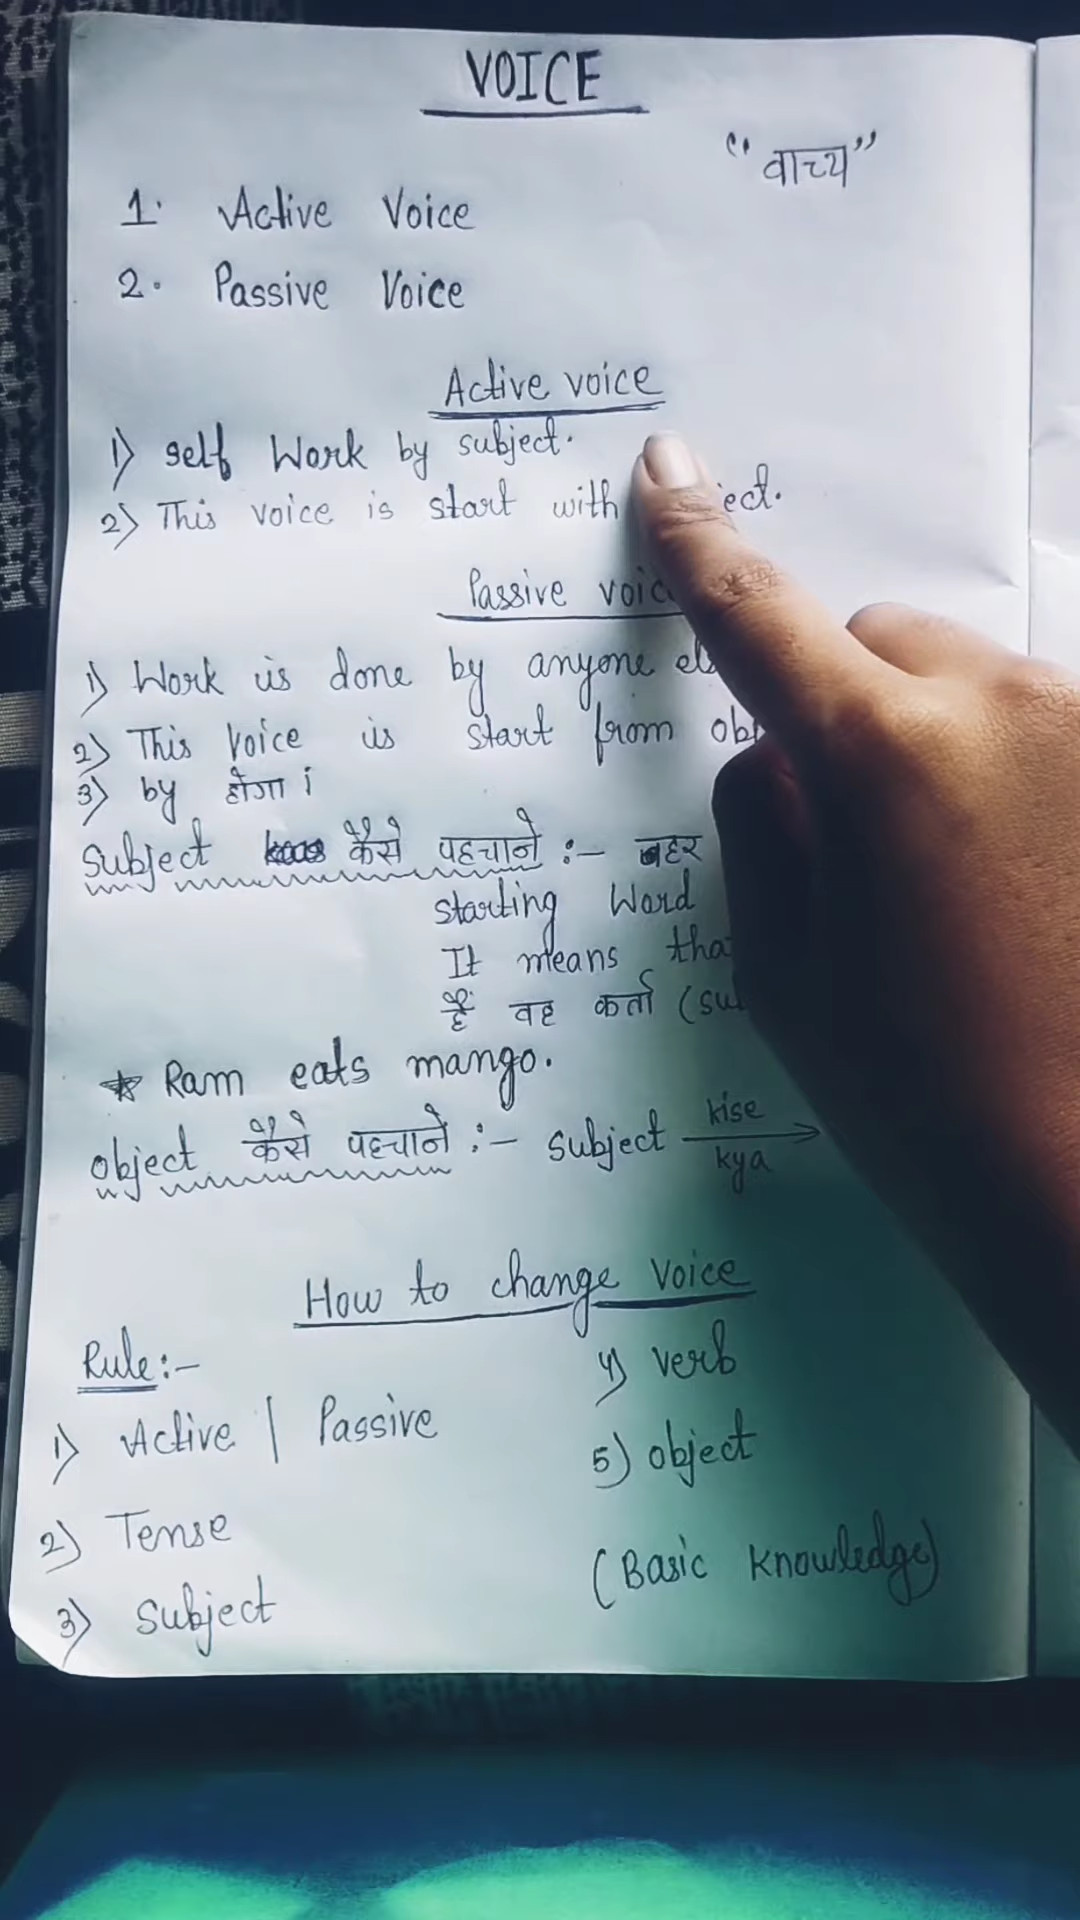 VOICE
"वाच्य"
1. Active Voice
2. Passive Voice
Active voice
1) self Work by subject.
2) This voice is start with
Passive
1) Work is done by anyone
2) This Voice is start from
3) by होगा i
subject कैसे पहचाने :-
starting Word
It means
हैं वह कर्ता
★ Ram eats mango.
object कैसे पहचाने :- subject kise
kya
How to change Voice
Rule:-
1) Active | Passive
2) Tense
3) subject
4) verb
5) object
(Basic Knowledge)